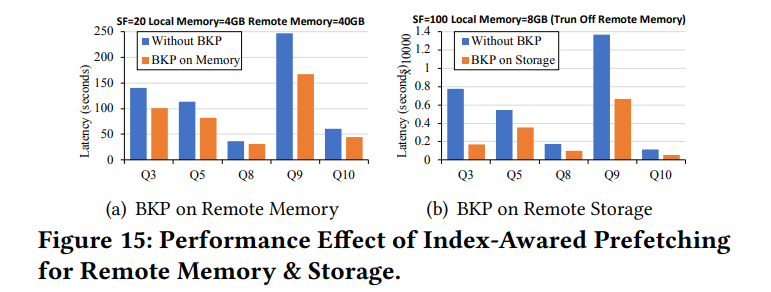 SF=20 Local Memory=4GB Remote Memory=40GB
250
200
150
100
50
0
Latency (seconds)
Without BKP
BKP on Memory
Q3 Q5 Q8 Q9 Q10
(a) BKP on Remote Memory
SF=100 Local Memory=8GB (Trun Off Remote Memory)
1.4
1.2
1
0.8
0.6
0.4
0.2
0
Latency (seconds)
×10000
Without BKP
BKP on Storage
Q3 Q5 Q8 Q9 Q10
(b) BKP on Remote Storage
Figure 15: Performance Effect of Index-Awared Prefetching
for Remote Memory & Storage.